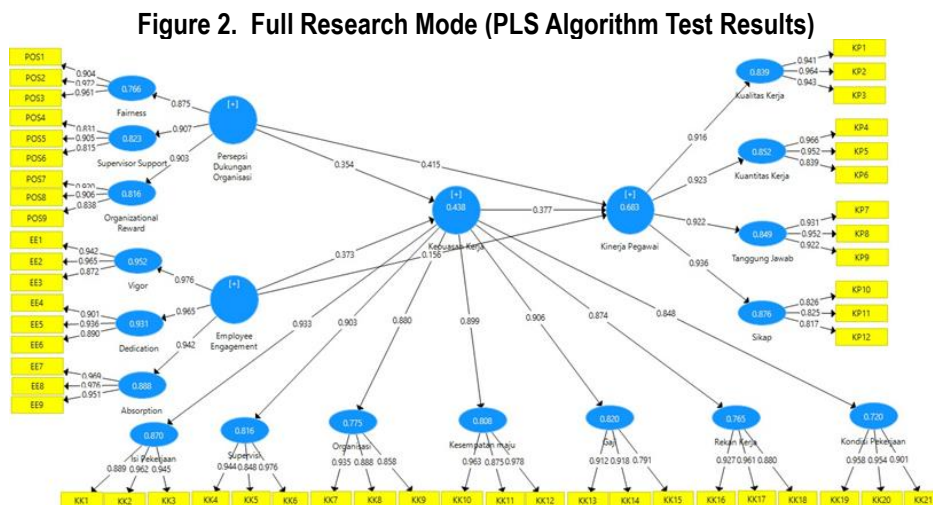 Figure 2.  Full Research Mode (PLS Algorithm Test Results)
POS1
POS2
POS3
POS4
POS5
POS6
POS7
POS8
POS9
EE1
EE2
EE3
EE4
EE5
EE6
EE7
EE8
EE9
0.904
0.972
0.961
0.831
0.905
0.815
0.906
0.838
0.942
0.965
0.872
0.901
0.936
0.890
0.969
0.976
0.951
0.766
Fairness
0.823
Supervisor Support
0.816
Organizational
Reward
0.952
Vigor
0.931
Dedication
0.888
Absorption
0.875
0.907
0.903
0.976
0.965
0.942
[+]
Persepsi
Dukungan
Organisasi
[+]
Employee
Engagement
0.354
0.415
0.373
0.156
0.377
[+]
0.438
Kepuasan Kerja
[+]
0.683
Kinerja Pegawai
0.916
0.923
0.922
0.936
0.839
Kualitas Kerja
0.852
Kuantitas Kerja
0.849
Tanggung Jawab
0.876
Sikap
0.941
0.964
0.943
0.966
0.952
0.839
0.931
0.952
0.922
0.826
0.825
0.817
KP1
KP2
KP3
KP4
KP5
KP6
KP7
KP8
KP9
KP10
KP11
KP12
0.933
0.903
0.880
0.899
0.906
0.874
0.848
0.870
Isi Pekerjaan
0.816
Supervisi
0.775
Organisasi
0.808
Kesempatan maju
0.820
Gaji
0.765
Rekan Kerja
0.720
Kondisi Pekerjaan
0.889 0.962 0.945
0.944 0.848 0.976
0.935 0.888 0.858
0.963 0.875 0.978
0.912 0.918 0.791
0.927 0.961 0.880
0.958 0.954 0.901
KK1 KK2 KK3 KK4 KK5 KK6 KK7 KK8 KK9 KK10 KK11 KK12 KK13 KK14 KK15 KK16 KK17 KK18 KK19 KK20 KK21